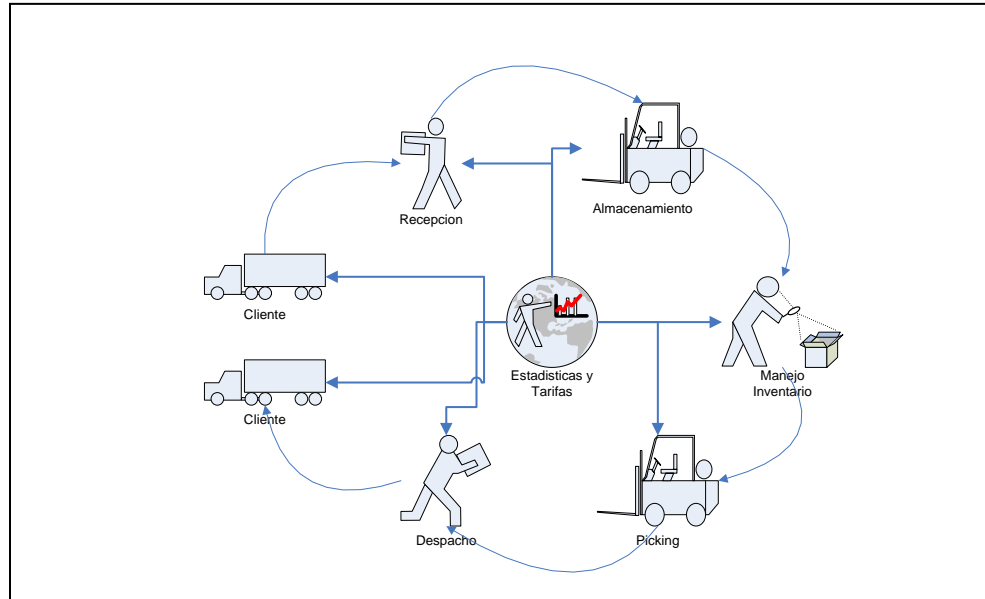 Recepcion
Almacenamiento
Cliente
Estadisticas y
Tarifas
Manejo
Inventario
Cliente
Despacho
Picking